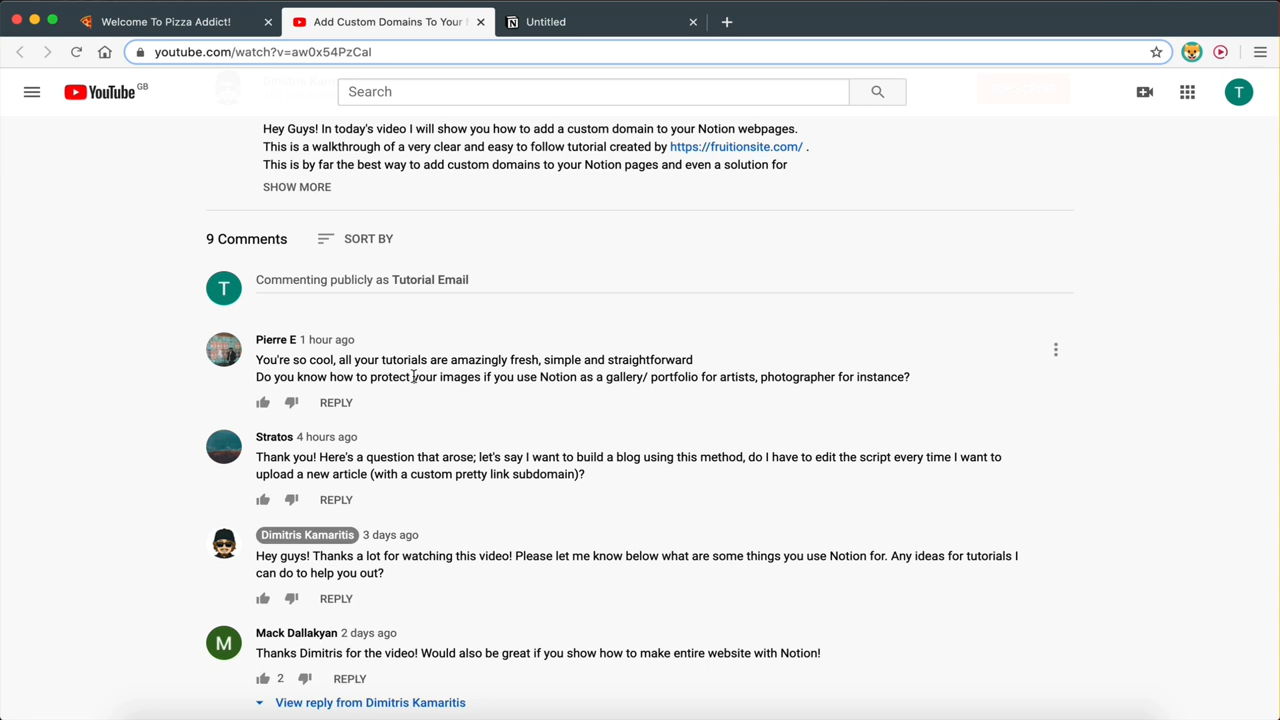 Welcome To Pizza Addict!
Add Custom Domains To Your
Untitled
youtube.com/watch?v=aw0x54PzCaI
YouTube GB
Search
T
Hey Guys! In today's video I will show you how to add a custom domain to your Notion webpages.
This is a walkthrough of a very clear and easy to follow tutorial created by https://fruitionsite.com/ .
This is by far the best way to add custom domains to your Notion pages and even a solution for
SHOW MORE
9 Comments SORT BY
T
Commenting publicly as Tutorial Email
Pierre E 1 hour ago
You're so cool, all your tutorials are amazingly fresh, simple and straightforward
Do you know how to protect your images if you use Notion as a gallery/ portfolio for artists, photographer for instance?
REPLY
Stratos 4 hours ago
Thank you! Here's a question that arose; let's say I want to build a blog using this method, do I have to edit the script every time I want to
upload a new article (with a custom pretty link subdomain)?
REPLY
Dimitris Kamaritis 3 days ago
Hey guys! Thanks a lot for watching this video! Please let me know below what are some things you use Notion for. Any ideas for tutorials I
can do to help you out?
REPLY
M
Mack Dallakyan 2 days ago
Thanks Dimitris for the video! Would also be great if you show how to make entire website with Notion!
2 REPLY
View reply from Dimitris Kamaritis